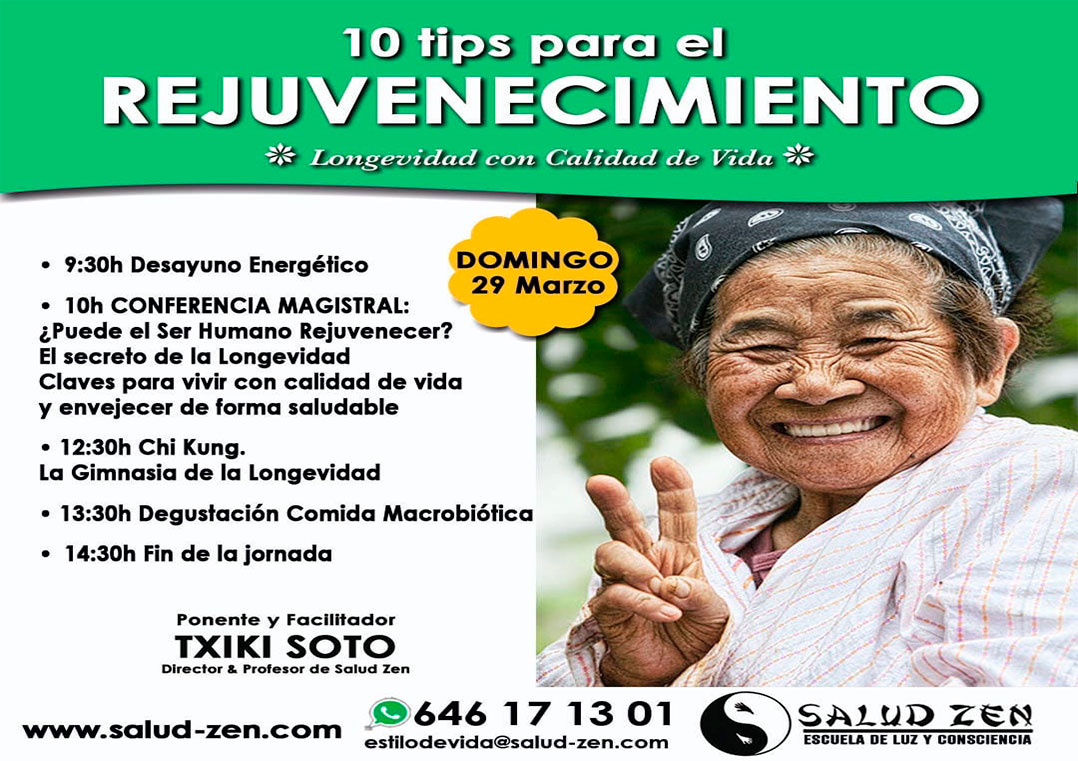 10 tips para el
REJUVENECIMIENTO
Longevidad con Calidad de Vida
DOMINGO
29 Marzo
• 9:30h Desayuno Energético
• 10h CONFERENCIA MAGISTRAL:
¿Puede el Ser Humano Rejuvenecer?
El secreto de la Longevidad
Claves para vivir con calidad de vida
y envejecer de forma saludable
• 12:30h Chi Kung.
La Gimnasia de la Longevidad
• 13:30h Degustación Comida Macrobiótica
• 14:30h Fin de la jornada
Ponente y Facilitador
TXIKI SOTO
Director & Profesor de Salud Zen
www.salud-zen.com
646 17 13 01
estilodevida@salud-zen.com
SALUD ZEN
ESCUELA DE LUZ Y CONSCIENCIA